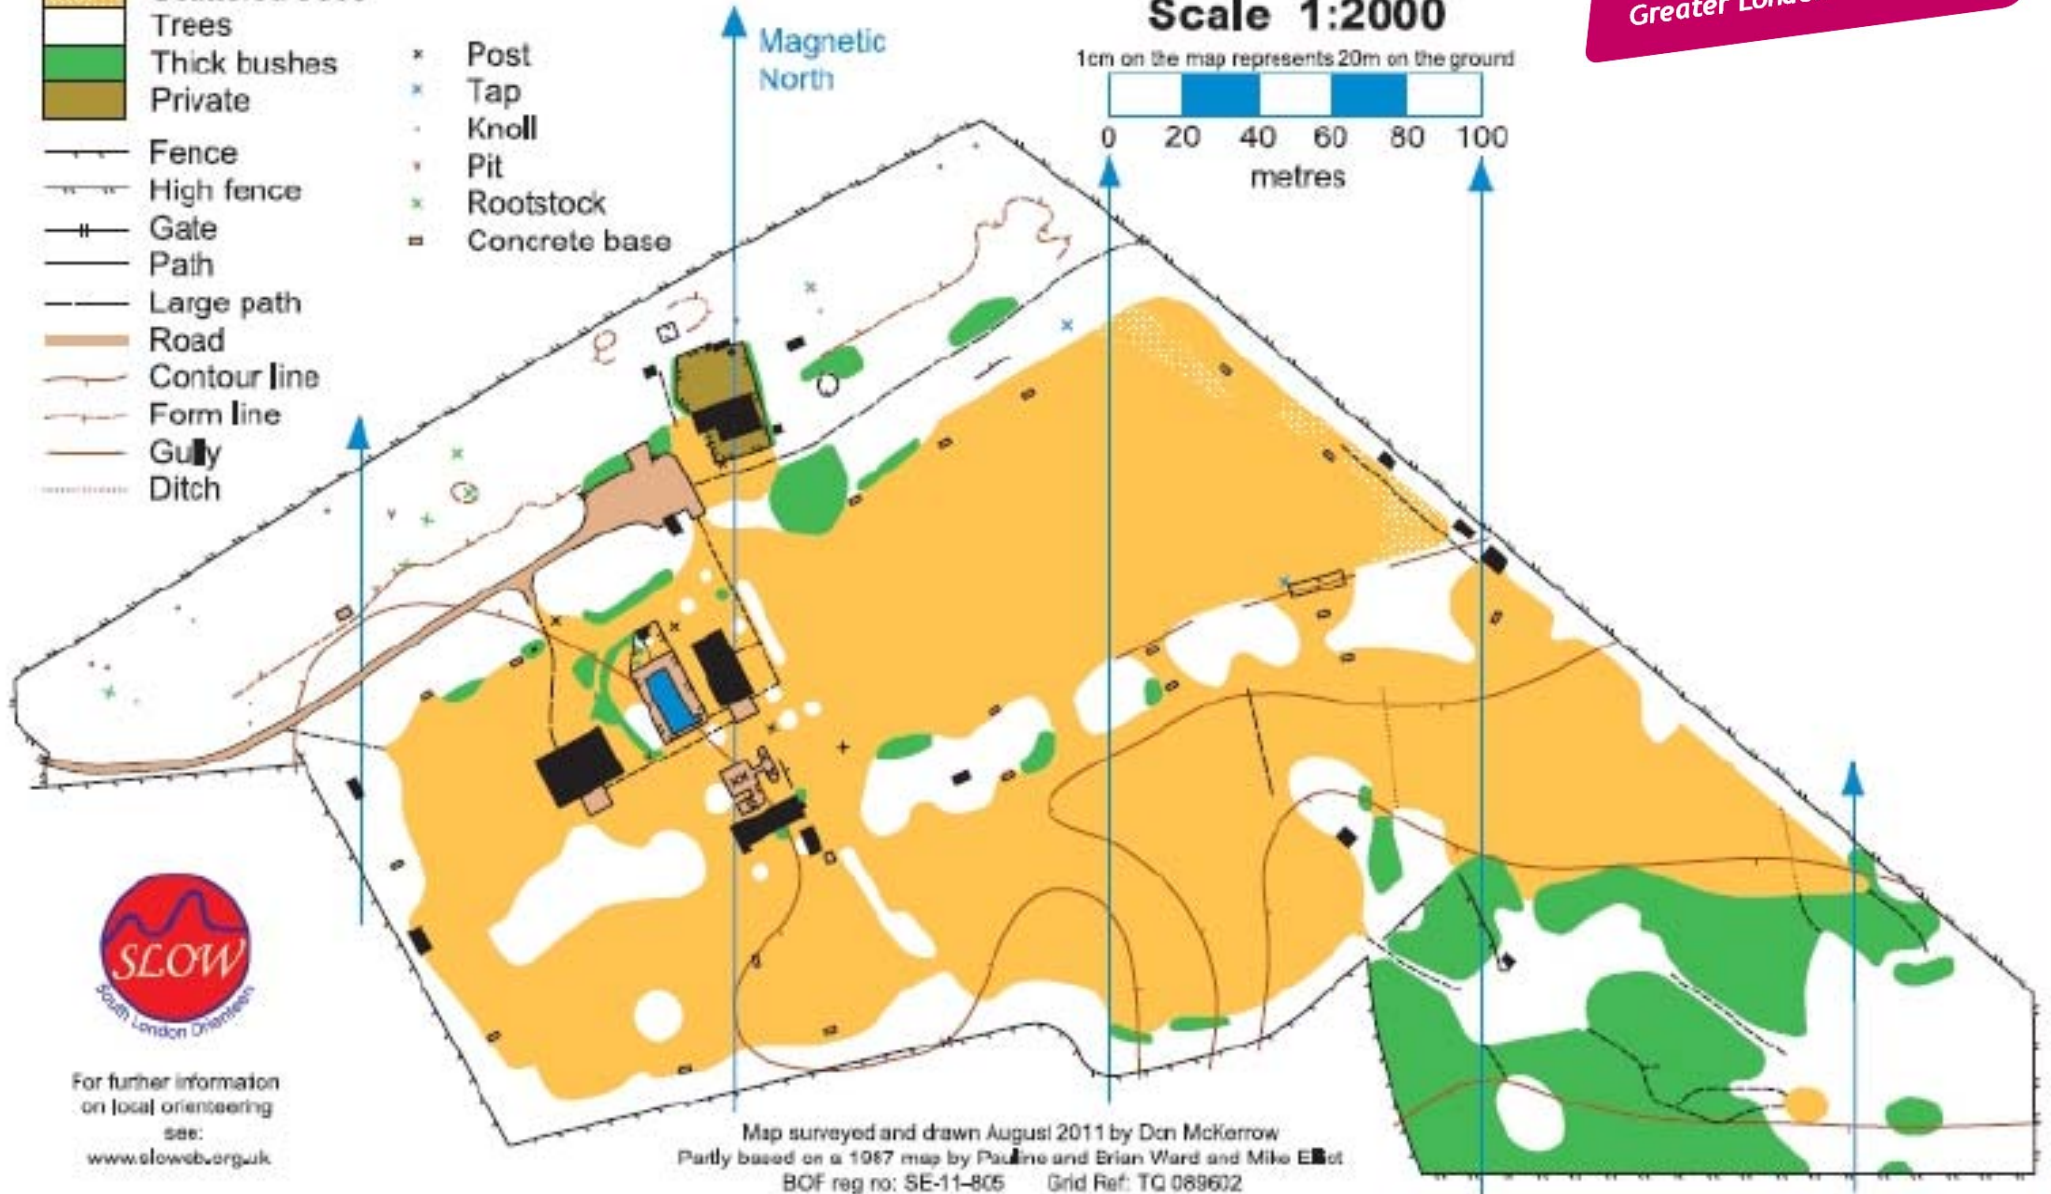 Trees
Thick bushes
Private
Fence
High fence
Gate
Path
Large path
Road
Contour line
Form line
Gully
Ditch
Post
Tap
Knoll
Pit
Rootstock
Concrete base
Magnetic
North
Scale 1:2000
1cm on the map represents 20m on the ground
0 20 40 60 80 100
metres
Greater
SLOW
South London Orienteers
For further information
on local orienteering
see:
www.sloweb.org.uk
Map surveyed and drawn August 2011 by Don McKerrow
Partly based on a 1987 map by Pauline and Brian Ward and Mike Elliot
BOF reg no: SE-11-805 Grid Ref: TQ 089602